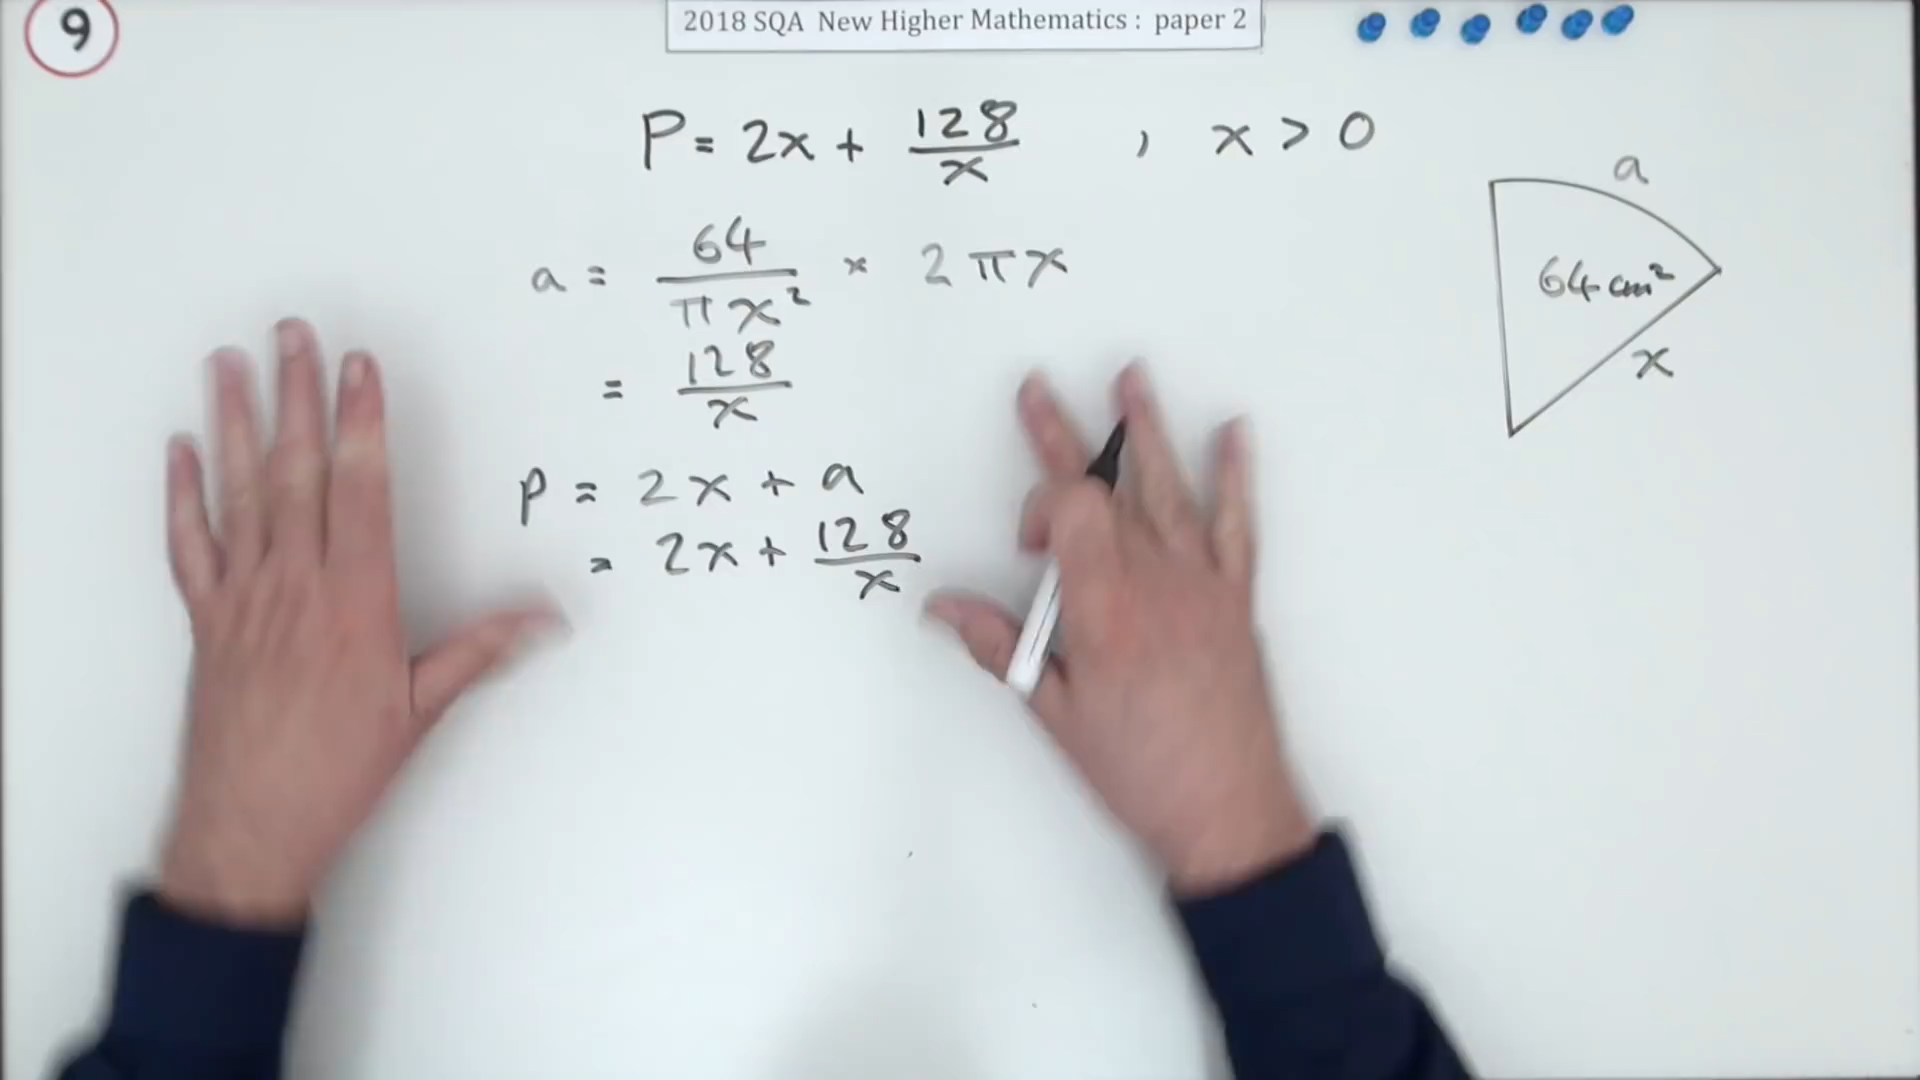 9
2018 SQA New Higher Mathematics : paper 2
P = 2x + 128/x , x > 0
a = 64/πx² × 2πx
= 128/x
P = 2x + a
= 2x + 128/x
a
64 cm²
x